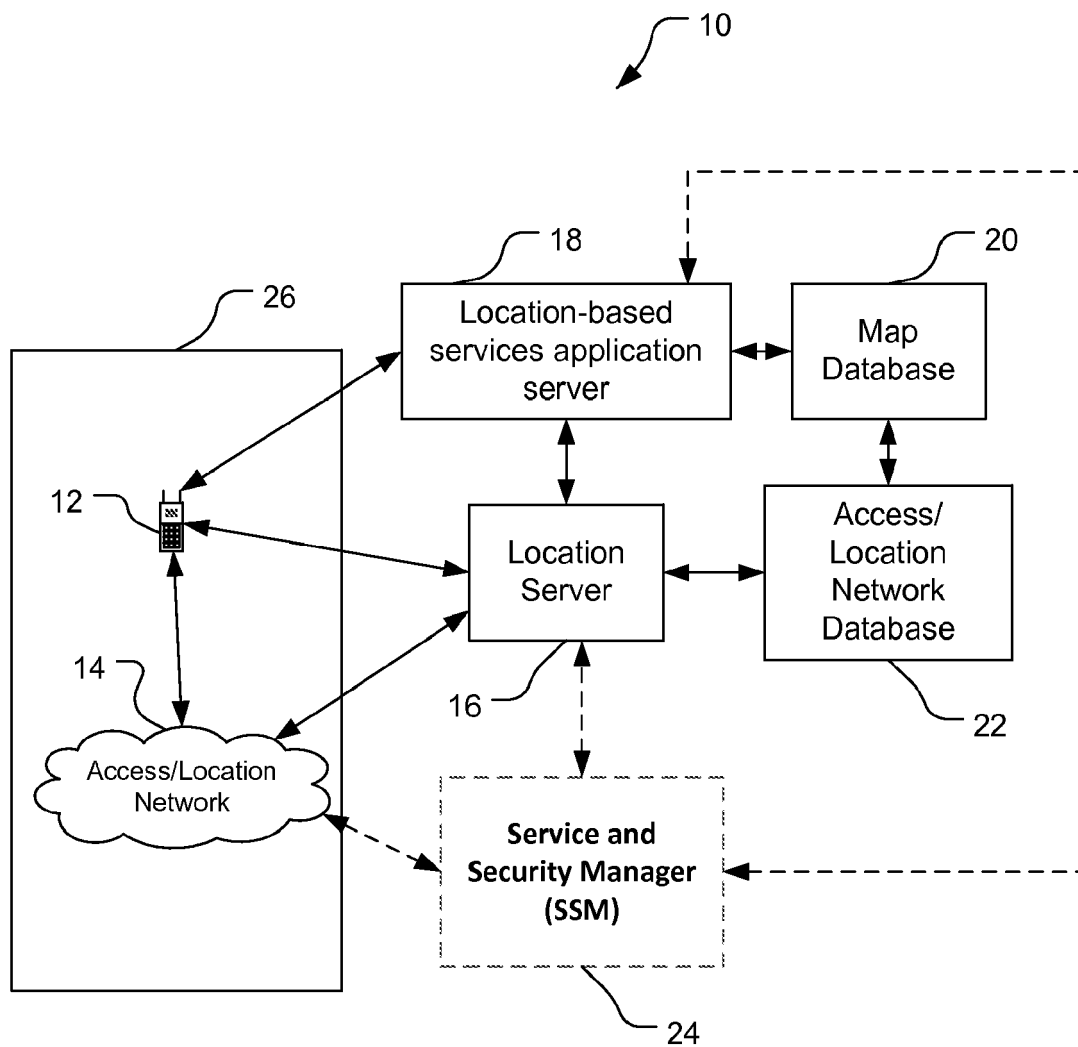 10
18
20
26
Location-based
services application
server
Map
Database
12
Location
Server
Access/
Location
Network
Database
14
16
22
Access/Location
Network
Service and
Security Manager
(SSM)
24